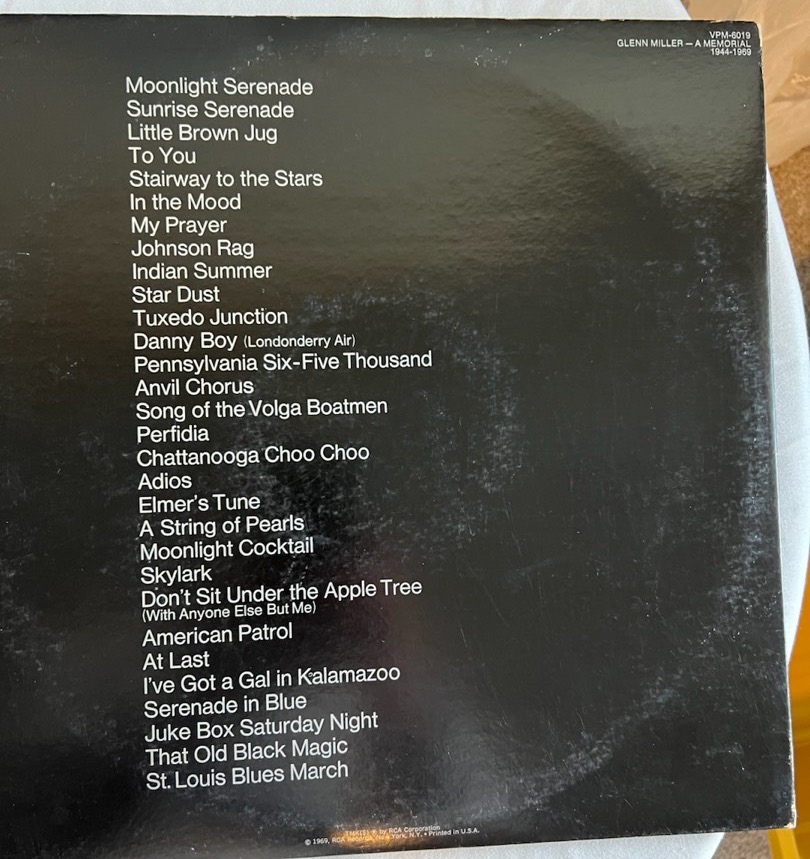 VPM-6019
GLENN MILLER — A MEMORIAL
1944-1969
Moonlight Serenade
Sunrise Serenade
Little Brown Jug
To You
Stairway to the Stars
In the Mood
My Prayer
Johnson Rag
Indian Summer
Star Dust
Tuxedo Junction
Danny Boy (Londonderry Air)
Pennsylvania Six-Five Thousand
Anvil Chorus
Song of the Volga Boatmen
Perfidia
Chattanooga Choo Choo
Adios
Elmer's Tune
A String of Pearls
Moonlight Cocktail
Skylark
Don't Sit Under the Apple Tree
(With Anyone Else But Me)
American Patrol
At Last
I've Got a Gal in Kalamazoo
Serenade in Blue
Juke Box Saturday Night
That Old Black Magic
St. Louis Blues March
by RCA Corporation
© 1969, RCA Records, New York, N.Y. • Printed in U.S.A.